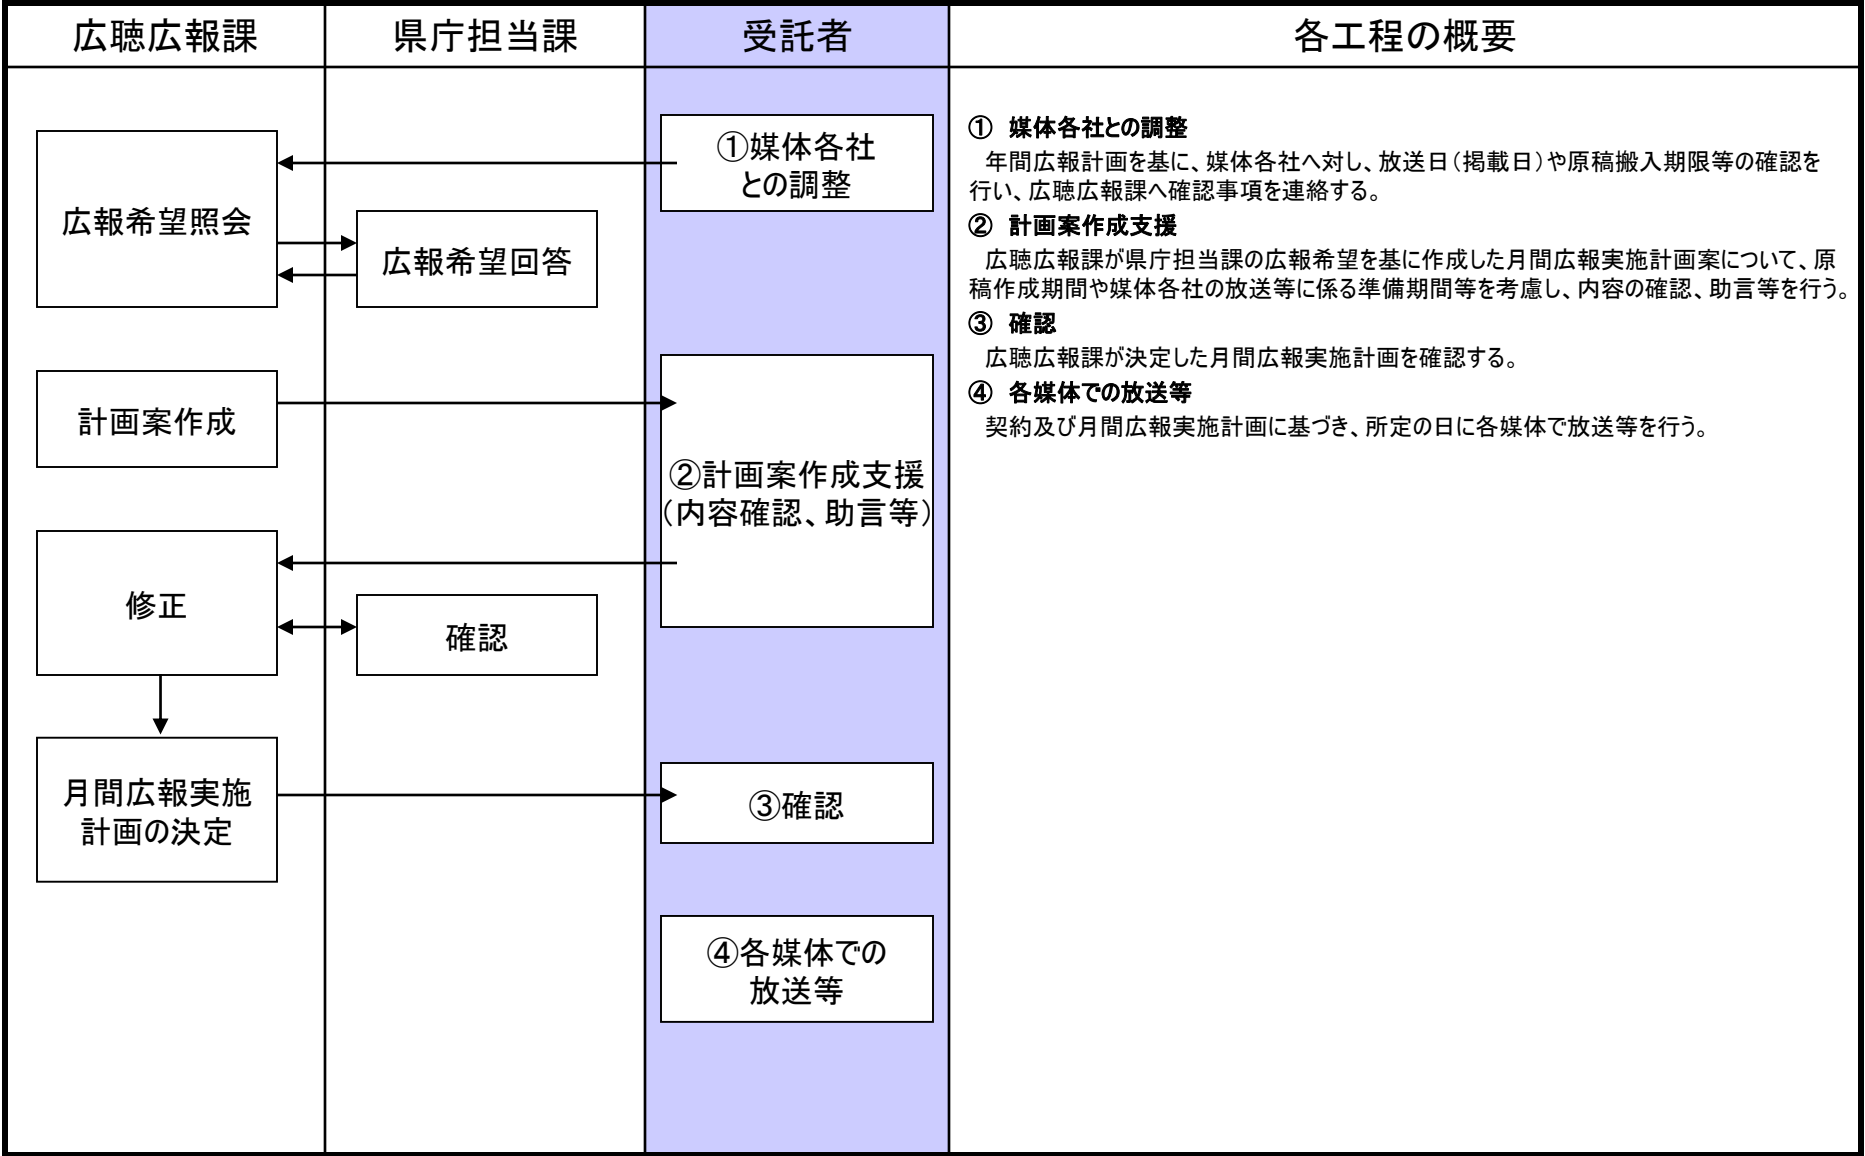 広聴広報課
県庁担当課
受託者
各工程の概要
広報希望照会
広報希望回答
①媒体各社
との調整
計画案作成
②計画案作成支援
（内容確認、助言等）
修正
確認
月間広報実施
計画の決定
③確認
④各媒体での
放送等
① 媒体各社との調整
年間広報計画を基に、媒体各社へ対し、放送日（掲載日）や原稿搬入期限等の確認を
行い、広聴広報課へ確認事項を連絡する。
② 計画案作成支援
広聴広報課が県庁担当課の広報希望を基に作成した月間広報実施計画案について、原
稿作成期間や媒体各社の放送等に係る準備期間等を考慮し、内容の確認、助言等を行う。
③ 確認
広聴広報課が決定した月間広報実施計画を確認する。
④ 各媒体での放送等
契約及び月間広報実施計画に基づき、所定の日に各媒体で放送等を行う。